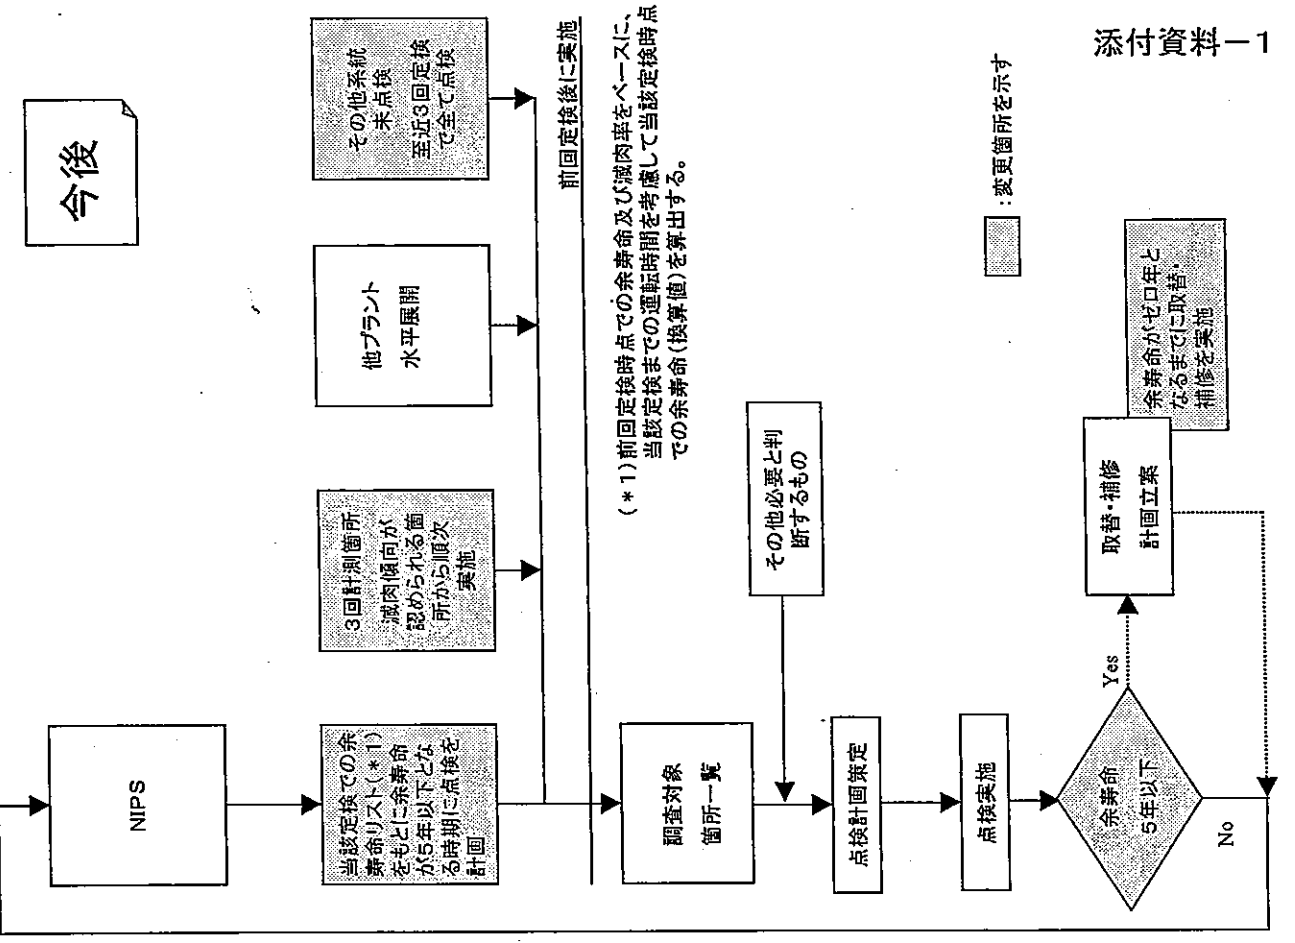 添付資料－1
今後
NIPS
当該定検での余
寿命リスト(＊1)
をもとに余寿命
が5年以下とな
る時期に点検を
計画
3回計測箇所
減肉傾向が
認められる箇
所から順次
実施
他プラント
水平展開
その他系統
未点検
至近3回定検
で全て点検
前回定検後に実施
(＊1)前回定検時点での余寿命及び減肉率をベースに、
当該定検までの運転時間を考慮して当該定検時点
での余寿命(換算値)を算出する。
調査対象
箇所一覧
その他必要と判
断するもの
点検計画策定
点検実施
余寿命
5年以下
Yes
No
取替・補修
計画立案
余寿命がゼロ年と
なるまでに取替・
補修を実施
:変更箇所を示す